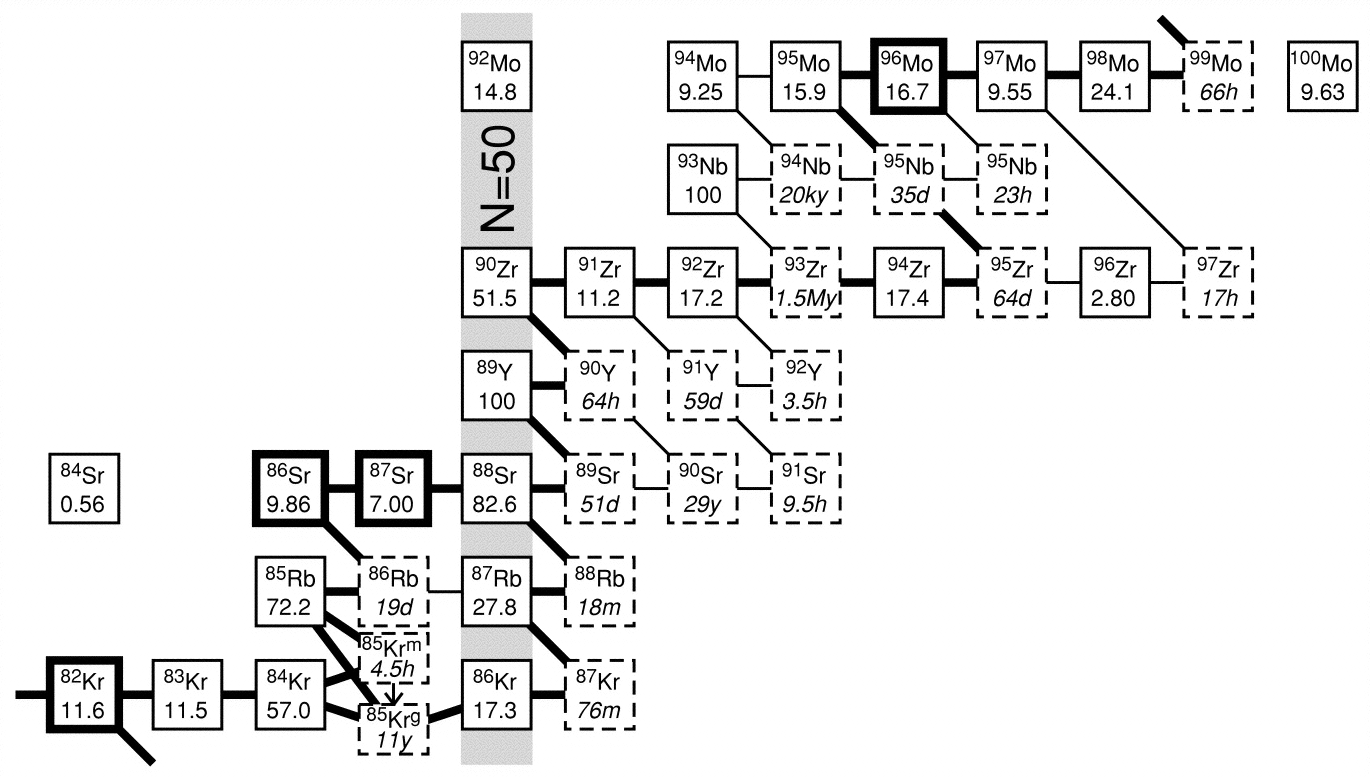 92Mo
14.8
94Mo
9.25
95Mo
15.9
96Mo
16.7
97Mo
9.55
98Mo
24.1
99Mo
66h
100Mo
9.63
N=50
93Nb
100
94Nb
20ky
95Nb
35d
95Nb
23h
90Zr
51.5
91Zr
11.2
92Zr
17.2
93Zr
1.5My
94Zr
17.4
95Zr
64d
96Zr
2.80
97Zr
17h
89Y
100
90Y
64h
91Y
59d
92Y
3.5h
84Sr
0.56
86Sr
9.86
87Sr
7.00
88Sr
82.6
89Sr
51d
90Sr
29y
91Sr
9.5h
85Rb
72.2
86Rb
19d
87Rb
27.8
88Rb
18m
85Krm
4.5h
82Kr
11.6
83Kr
11.5
84Kr
57.0
85Krg
11y
86Kr
17.3
87Kr
76m